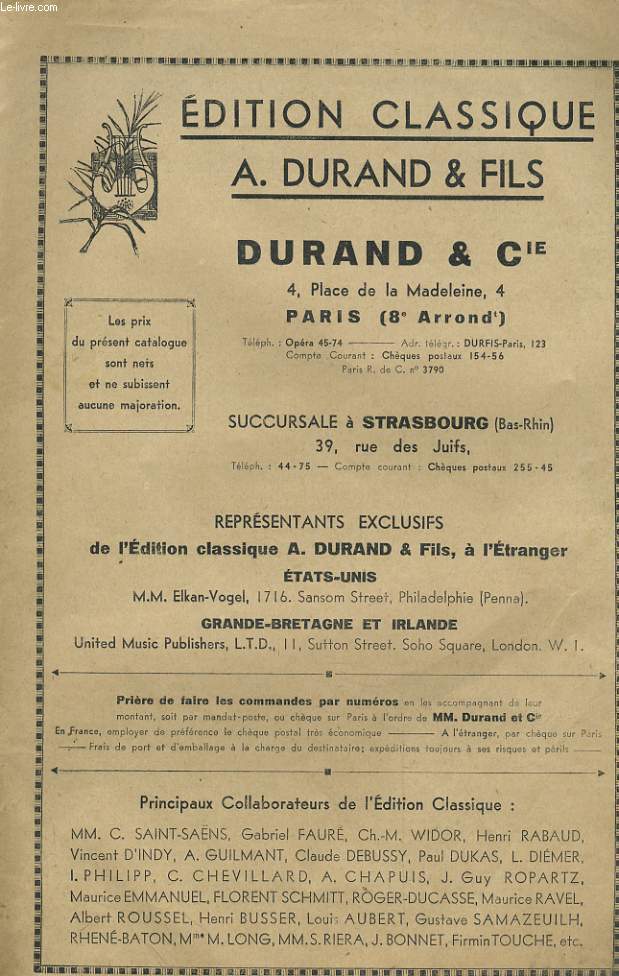 Le-livre.com
ÉDITION CLASSIQUE
A. DURAND & FILS
DURAND & CIE
4, Place de la Madeleine, 4
PARIS (8e Arrondt)
Téléph. : Opéra 45-74 — Adr. télégr. : DURFIS-Paris, 123
Compte Courant : Chèques postaux 154-56
Paris R. de C. no 3790
Les prix
du présent catalogue
sont nets
et ne subissent
aucune majoration.
SUCCURSALE à STRASBOURG (Bas-Rhin)
39, rue des Juifs,
Téléph. : 44-75 — Compte courant : Chèques postaux 255-45
REPRÉSENTANTS EXCLUSIFS
de l'Édition classique A. DURAND & Fils, à l'Étranger
ÉTATS-UNIS
M.M. Elkan-Vogel, 1716. Sansom Street, Philadelphie (Penna).
GRANDE-BRETAGNE ET IRLANDE
United Music Publishers, L.T.D., 11, Sutton Street. Soho Square, London. W. 1.
Prière de faire les commandes par numéros en les accompagnant de leur
montant, soit par mandat-poste, ou chèque sur Paris à l'ordre de MM. Durand et Cie
En France, employer de préférence le chèque postal très économique — A l'étranger, par chèque sur Paris
— Frais de port et d'emballage à la charge du destinataire; expéditions toujours à ses risques et périls —
Principaux Collaborateurs de l'Édition Classique :
MM. C. SAINT-SAËNS, Gabriel FAURÉ, Ch.-M. WIDOR, Henri RABAUD,
Vincent D'INDY, A. GUILMANT, Claude DEBUSSY, Paul DUKAS, L. DIÉMER,
I. PHILIPP, C. CHEVILLARD, A. CHAPUIS, J. Guy ROPARTZ,
Maurice EMMANUEL, FLORENT SCHMITT, ROGER-DUCASSE, Maurice RAVEL,
Albert ROUSSEL, Henri BUSSER, Louis AUBERT, Gustave SAMAZEUILH,
RHENÉ-BATON, Mme M. LONG, MM. S. RIERA, J. BONNET, Firmin TOUCHE, etc.